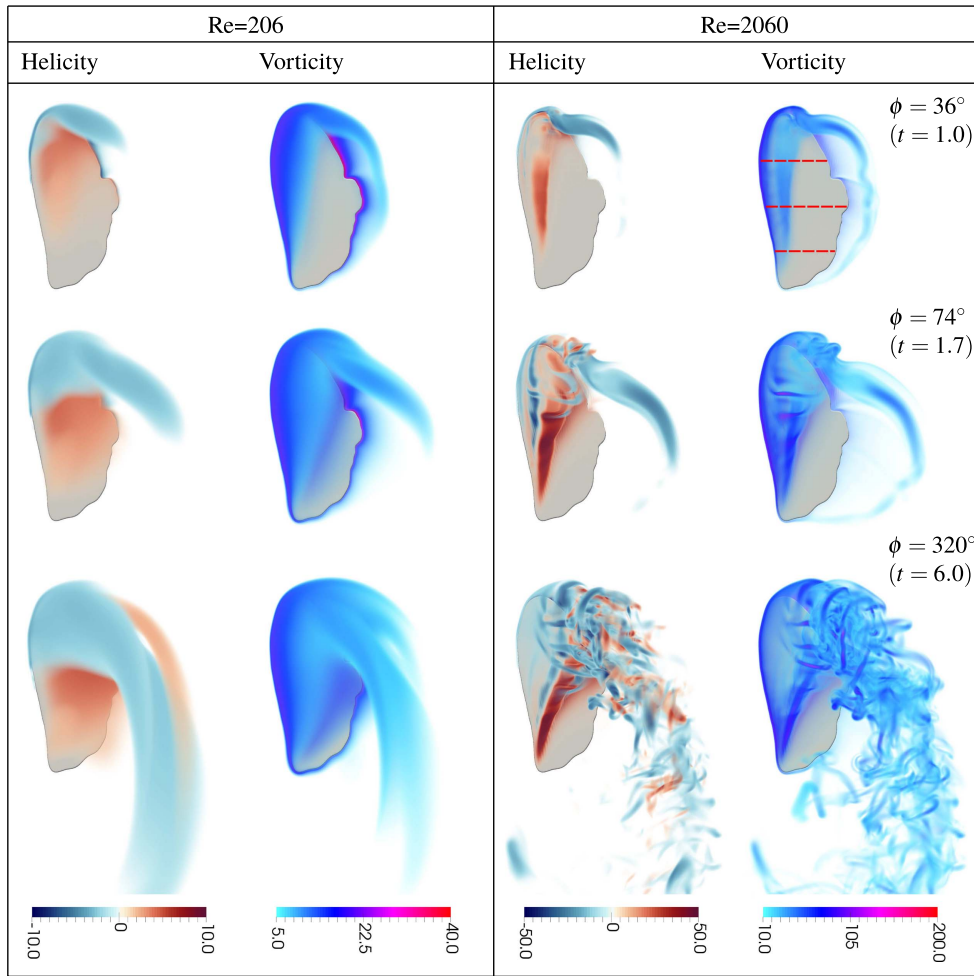 Re=206 Re=2060
Helicity Vorticity Helicity Vorticity
ϕ = 36°
(t = 1.0)
ϕ = 74°
(t = 1.7)
ϕ = 320°
(t = 6.0)
-10.0 0 10.0 5.0 22.5 40.0 -50.0 0 50.0 10.0 105 200.0